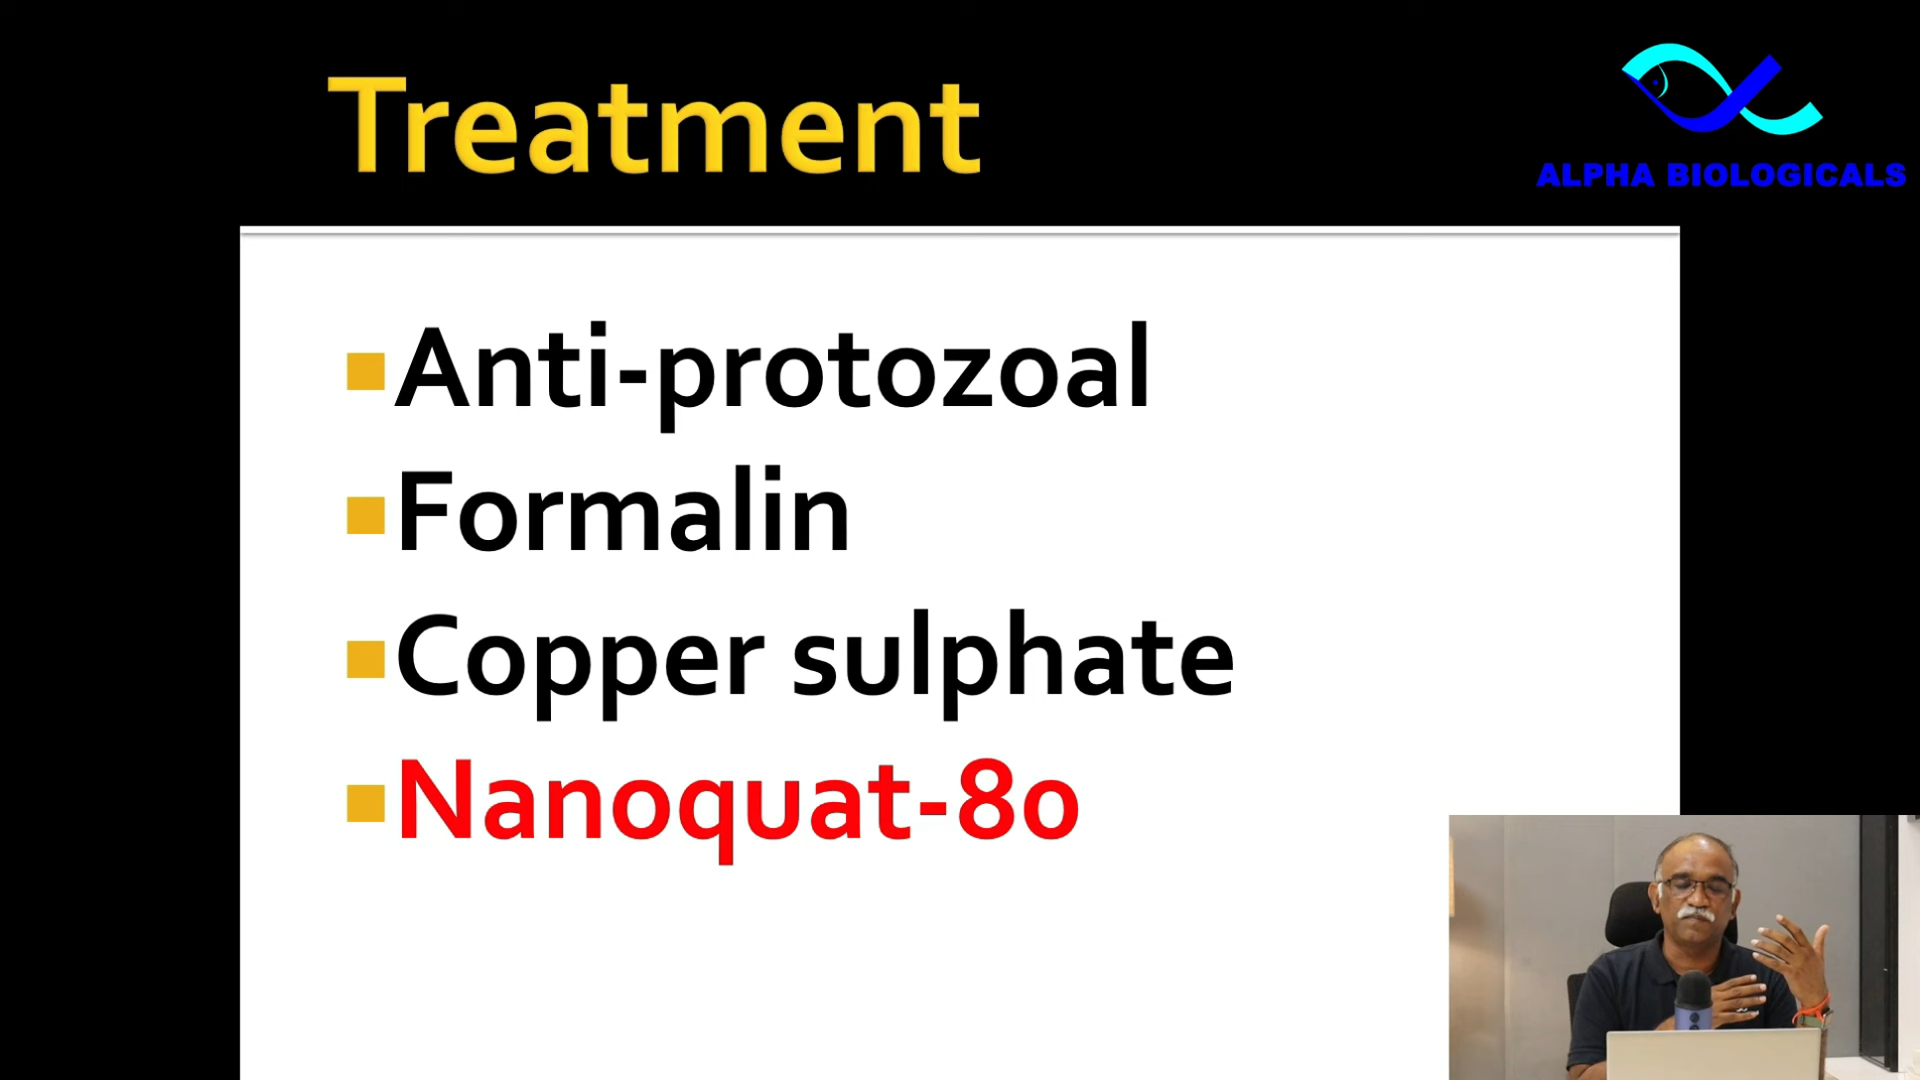 Treatment
ALPHA BIOLOGICALS
Anti-protozoal
Formalin
Copper sulphate
Nanoquat-80